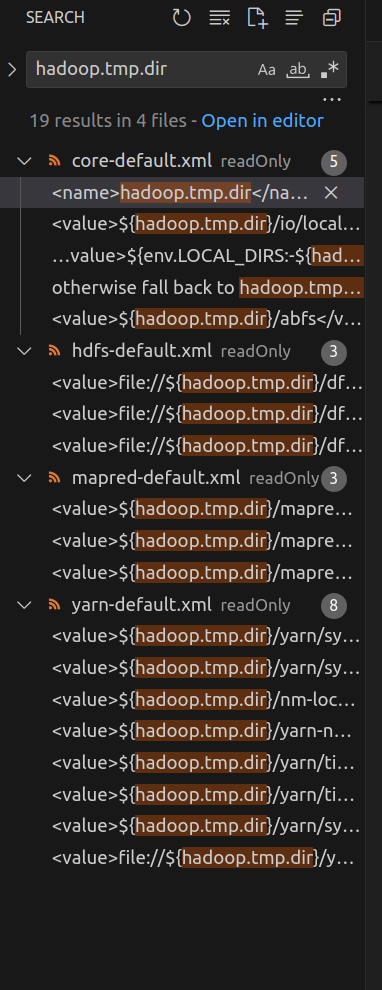 SEARCH
hadoop.tmp.dir
Aa ab .*
...
19 results in 4 files - Open in editor
core-default.xml readOnly 5
<name>hadoop.tmp.dir</na…
<value>${hadoop.tmp.dir}/io/local…
…value>${env.LOCAL_DIRS:-${had…
otherwise fall back to hadoop.tmp…
<value>${hadoop.tmp.dir}/abfs</v…
hdfs-default.xml readOnly 3
<value>file://${hadoop.tmp.dir}/df…
<value>file://${hadoop.tmp.dir}/df…
<value>file://${hadoop.tmp.dir}/df…
mapred-default.xml readOnly 3
<value>${hadoop.tmp.dir}/mapre…
<value>${hadoop.tmp.dir}/mapre…
<value>${hadoop.tmp.dir}/mapre…
yarn-default.xml readOnly 8
<value>${hadoop.tmp.dir}/yarn/sy…
<value>${hadoop.tmp.dir}/yarn/sy…
<value>${hadoop.tmp.dir}/nm-loc…
<value>${hadoop.tmp.dir}/yarn-n…
<value>${hadoop.tmp.dir}/yarn/ti…
<value>${hadoop.tmp.dir}/yarn/ti…
<value>${hadoop.tmp.dir}/yarn/sy…
<value>file://${hadoop.tmp.dir}/y…